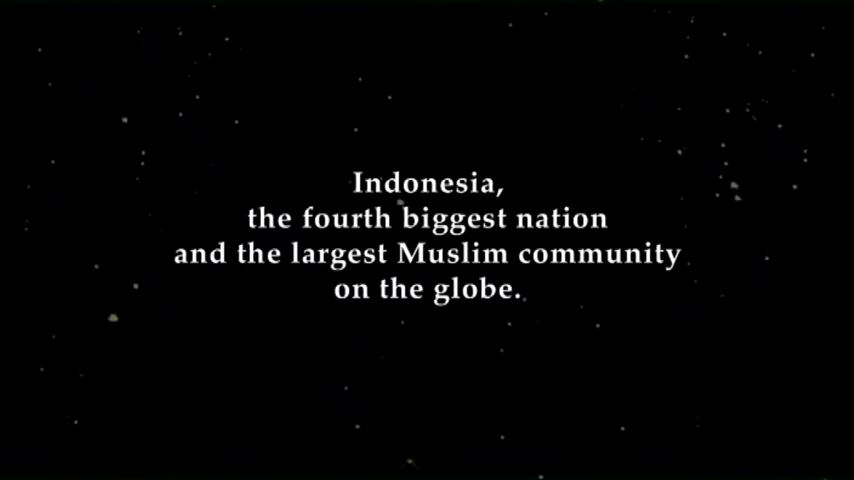 Indonesia,
the fourth biggest nation
and the largest Muslim community
on the globe.